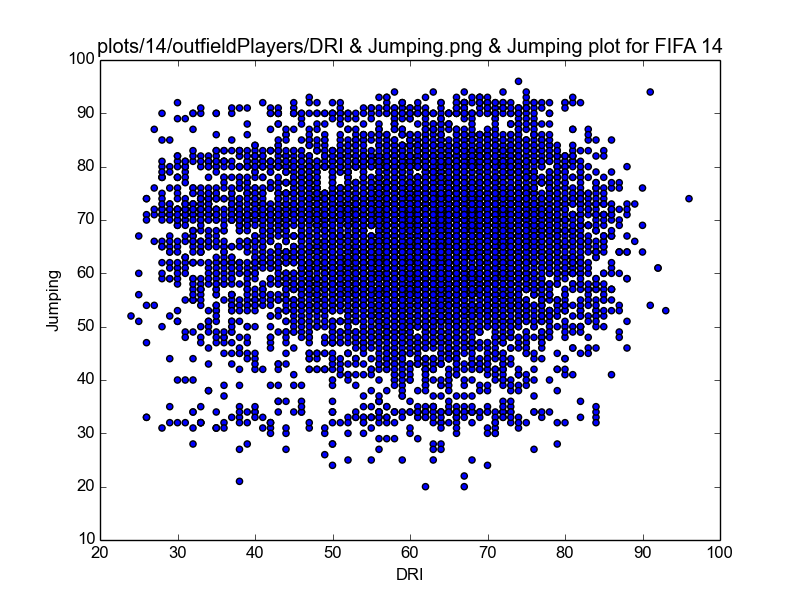 plots/14/outfieldPlayers/DRI & Jumping.png & Jumping plot for FIFA 14
100
90
80
70
60
50
40
30
20
10
Jumping
20 30 40 50 60 70 80 90 100
DRI